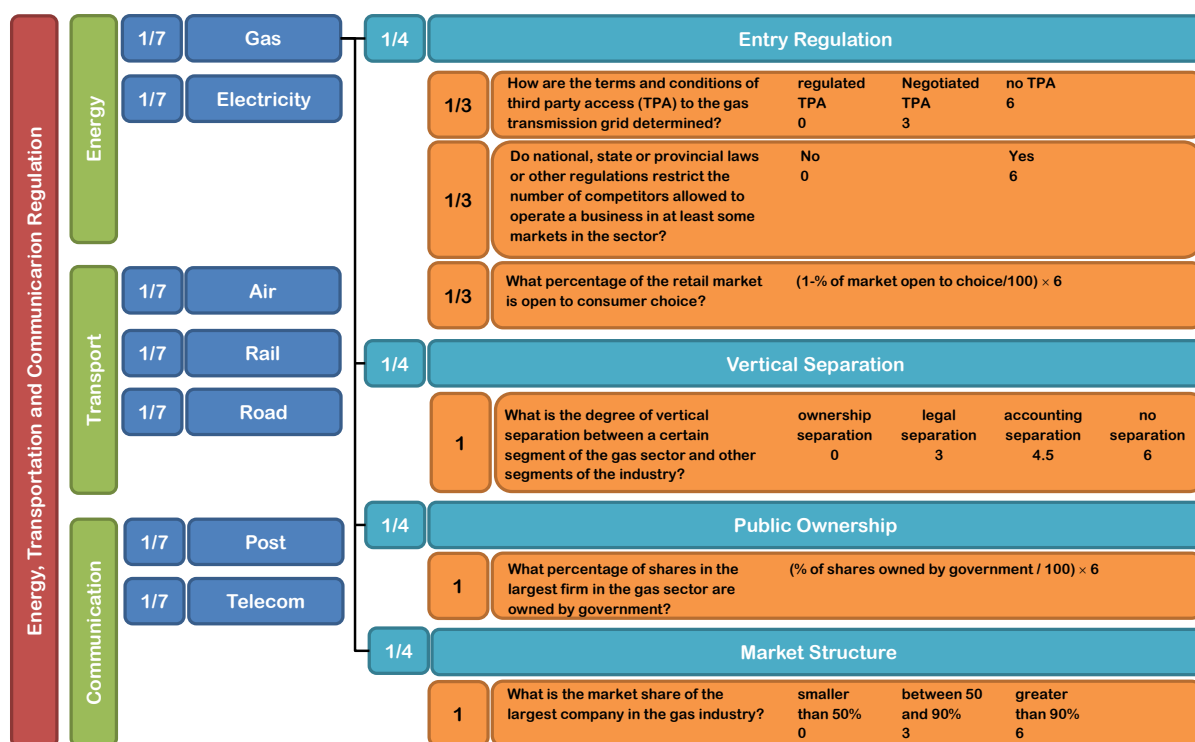 Energy, Transportation and Communicarion Regulation
Energy
1/7 Gas
1/7 Electricity
Transport
1/7 Air
1/7 Rail
1/7 Road
Communication
1/7 Post
1/7 Telecom
1/4 Entry Regulation
1/3
How are the terms and conditions of
third party access (TPA) to the gas
transmission grid determined?
regulated
TPA
0
Negotiated
TPA
3
no TPA
6
1/3
Do national, state or provincial laws
or other regulations restrict the
number of competitors allowed to
operate a business in at least some
markets in the sector?
No
0
Yes
6
1/3
What percentage of the retail market
is open to consumer choice?
(1-% of market open to choice/100) × 6
1/4 Vertical Separation
1
What is the degree of vertical
separation between a certain
segment of the gas sector and other
segments of the industry?
ownership
separation
0
legal
separation
3
accounting
separation
4.5
no
separation
6
1/4 Public Ownership
1
What percentage of shares in the
largest firm in the gas sector are
owned by government?
(% of shares owned by government / 100) × 6
1/4 Market Structure
1
What is the market share of the
largest company in the gas industry?
smaller
than 50%
0
between 50
and 90%
3
greater
than 90%
6